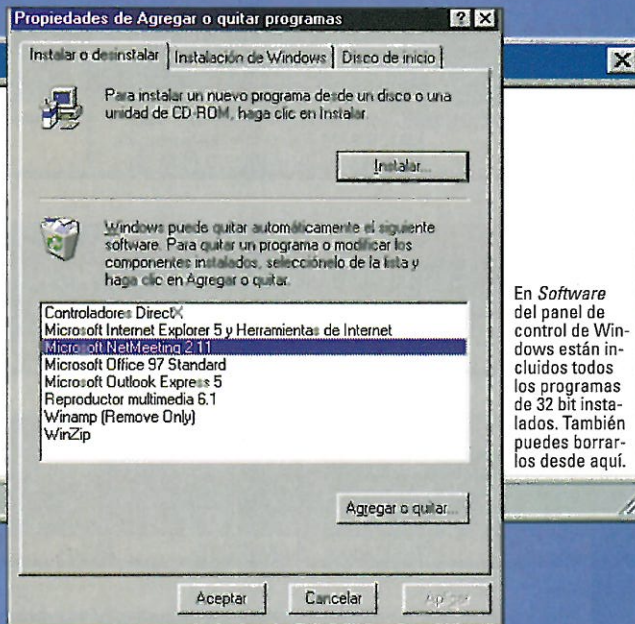 Propiedades de Agregar o quitar programas
Instalar o desinstalar
Instalación de Windows
Disco de inicio
Para instalar un nuevo programa desde un disco o una
unidad de CD-ROM, haga clic en Instalar.
Instalar...
Windows puede quitar automáticamente el siguiente
software. Para quitar un programa o modificar los
componentes instalados, selecciónelo de la lista y
haga clic en Agregar o quitar.
Controladores DirectX
Microsoft Internet Explorer 5 y Herramientas de Internet
Microsoft NetMeeting 2.11
Microsoft Office 97 Standard
Microsoft Outlook Express 5
Reproductor multimedia 6.1
Winamp (Remove Only)
WinZip
Agregar o quitar...
Aceptar
Cancelar
Aplicar
En Software
del panel de
control de Win-
dows están in-
cluidos todos
los programas
de 32 bit insta-
lados. También
puedes borrar-
los desde aquí.